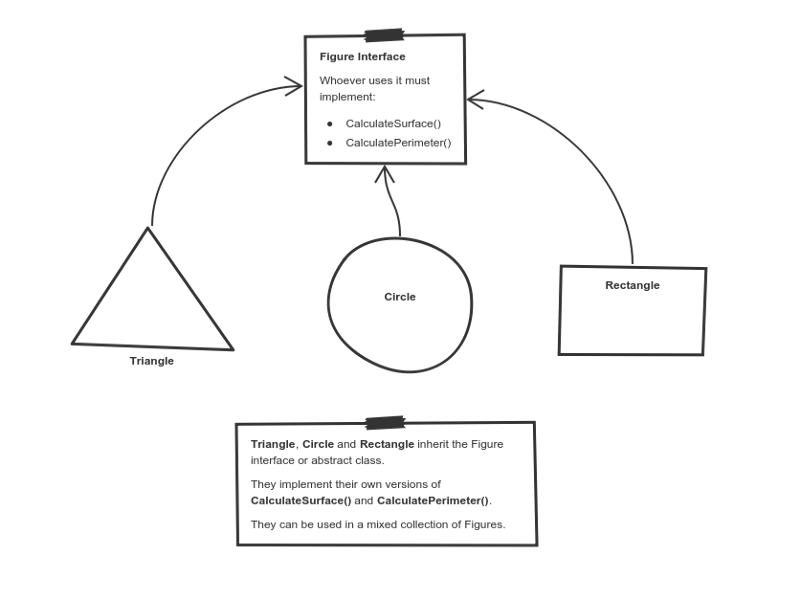 Figure Interface
Whoever uses it must
implement:
● CalculateSurface()
● CalculatePerimeter()
Triangle
Circle
Rectangle
Triangle, Circle and Rectangle inherit the Figure
interface or abstract class.
They implement their own versions of
CalculateSurface() and CalculatePerimeter().
They can be used in a mixed collection of Figures.